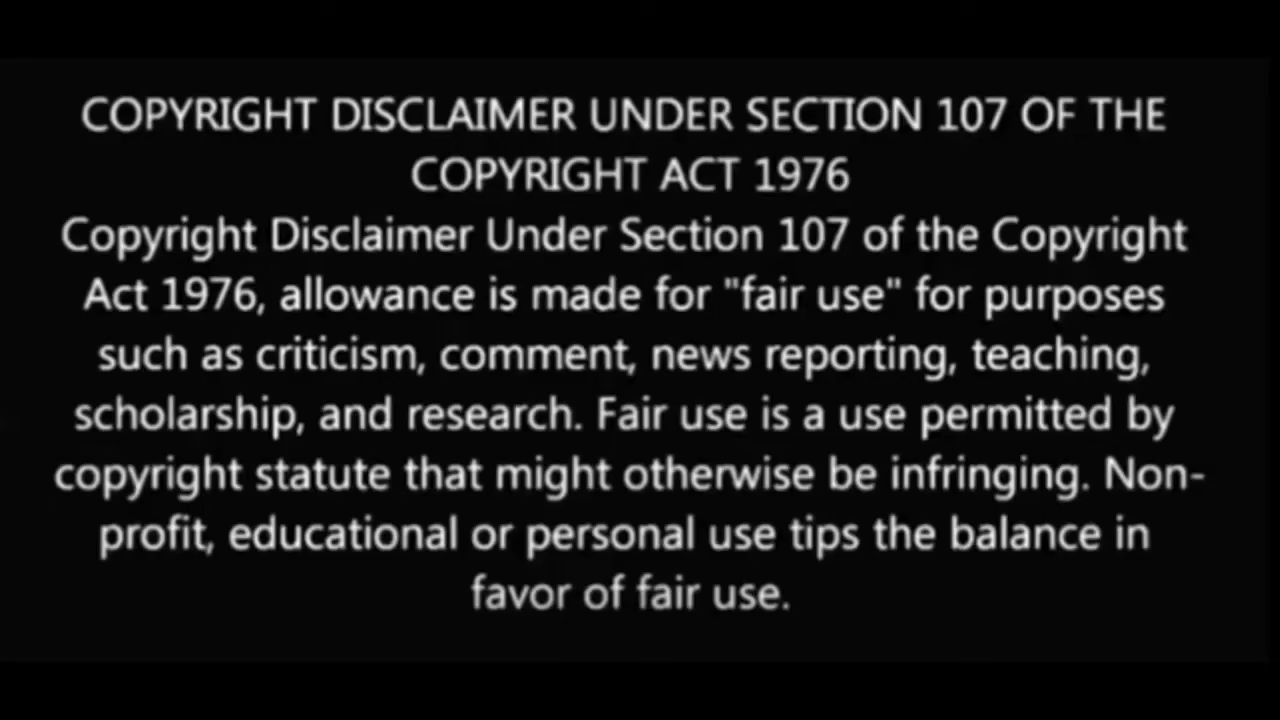 COPYRIGHT DISCLAIMER UNDER SECTION 107 OF THE
COPYRIGHT ACT 1976
Copyright Disclaimer Under Section 107 of the Copyright
Act 1976, allowance is made for "fair use" for purposes
such as criticism, comment, news reporting, teaching,
scholarship, and research. Fair use is a use permitted by
copyright statute that might otherwise be infringing. Non-
profit, educational or personal use tips the balance in
favor of fair use.